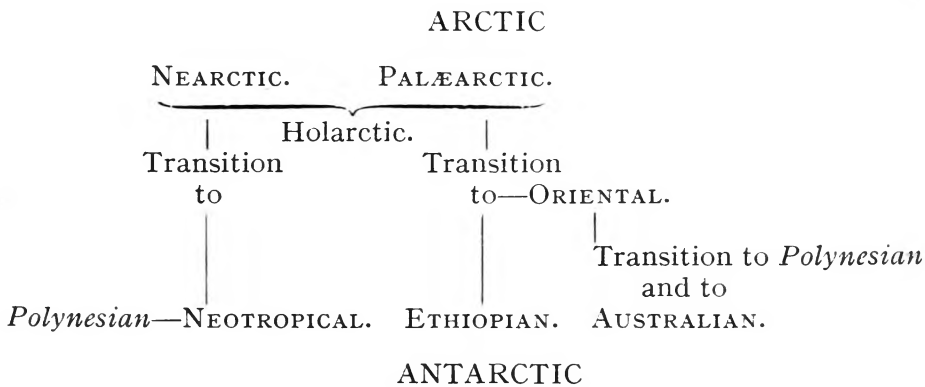 ARCTIC
NEARCTIC. PALÆARCTIC.
Holarctic.
Transition Transition
to to—ORIENTAL.
Transition to Polynesian
and to
Polynesian—NEOTROPICAL. ETHIOPIAN. AUSTRALIAN.
ANTARCTIC